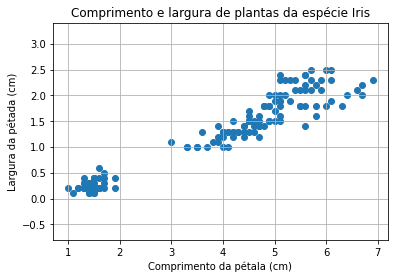 Comprimento e largura de plantas da espécie Iris
Largura da pétada (cm)
3.0
2.5
2.0
1.5
1.0
0.5
0.0
−0.5
1 2 3 4 5 6 7
Comprimento da pétala (cm)